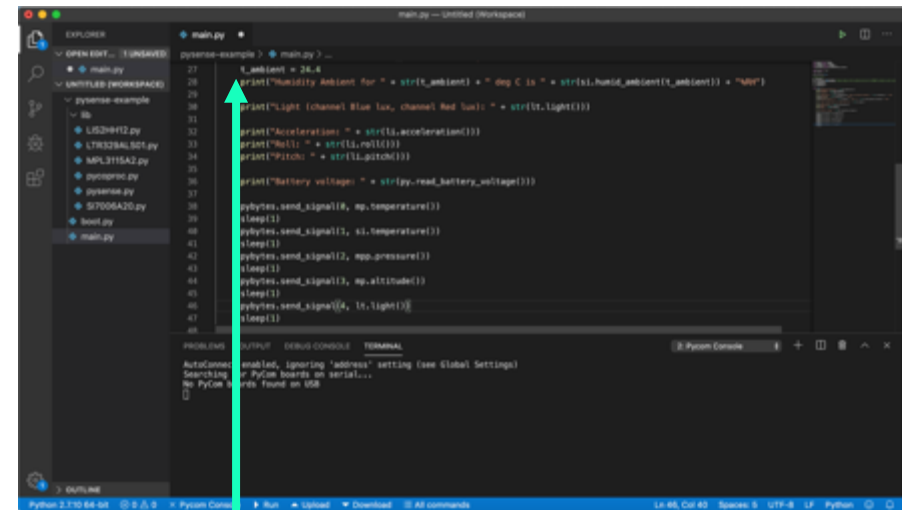 main.py — Untitled (Workspace)
EXPLORER
main.py
OPEN EDIT... 1 UNSAVED
main.py
UNTITLED (WORKSPACE)
pysense-example
lib
LIS2HH12.py
LTR329ALS01.py
MPL3115A2.py
pycoproc.py
pysense.py
SI7006A20.py
boot.py
main.py
OUTLINE
pysense-example > main.py > ...
27 t_ambient = 24.4
28 print("Humidity Ambient for " + str(t_ambient) + " deg C is " + str(si.humid_ambient(t_ambient)) + "%RH")
29
30 print("Light (channel Blue lux, channel Red lux): " + str(lt.light()))
31
32 print("Acceleration: " + str(li.acceleration()))
33 print("Roll: " + str(li.roll()))
34 print("Pitch: " + str(li.pitch()))
35
36 print("Battery voltage: " + str(py.read_battery_voltage()))
37
38 pybytes.send_signal(0, mp.temperature())
39 sleep(1)
40 pybytes.send_signal(1, si.temperature())
41 sleep(1)
42 pybytes.send_signal(2, mpp.pressure())
43 sleep(1)
44 pybytes.send_signal(3, mp.altitude())
45 sleep(1)
46 pybytes.send_signal(4, lt.light())
47 sleep(1)
48
PROBLEMS OUTPUT DEBUG CONSOLE TERMINAL 2: Pycom Console
AutoConnect enabled, ignoring 'address' setting (see Global Settings)
Searching for PyCom boards on serial...
No PyCom boards found on USB
Python 2.7.10 64-bit 0 0 Pycom Console Run Upload Download All commands Ln 46, Col 40 Spaces: 5 UTF-8 LF Python